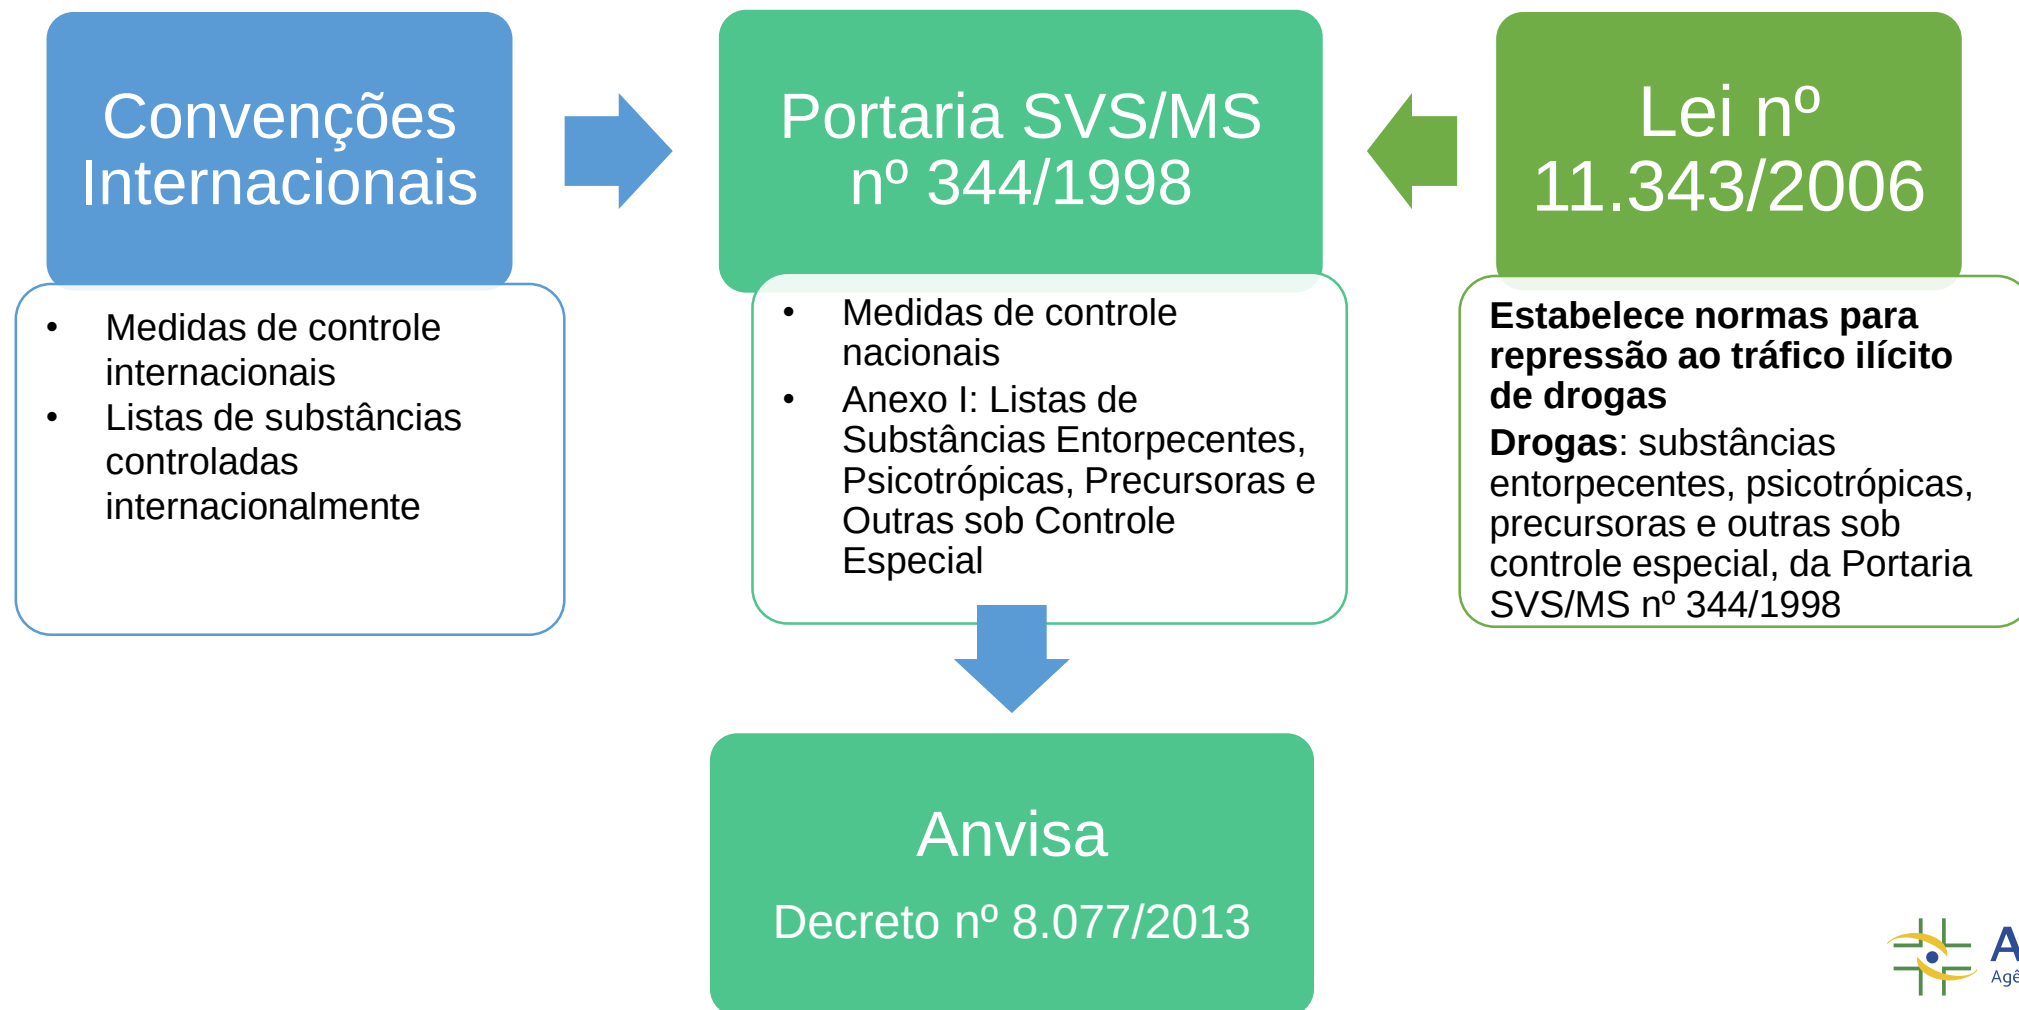 Convenções
Internacionais
• Medidas de controle
internacionais
• Listas de substâncias
controladas
internacionalmente
Portaria SVS/MS
nº 344/1998
• Medidas de controle
nacionais
• Anexo I: Listas de
Substâncias Entorpecentes,
Psicotrópicas, Precursoras e
Outras sob Controle
Especial
Lei nº
11.343/2006
Estabelece normas para
repressão ao tráfico ilícito
de drogas
Drogas: substâncias
entorpecentes, psicotrópicas,
precursoras e outras sob
controle especial, da Portaria
SVS/MS nº 344/1998
Anvisa
Decreto nº 8.077/2013